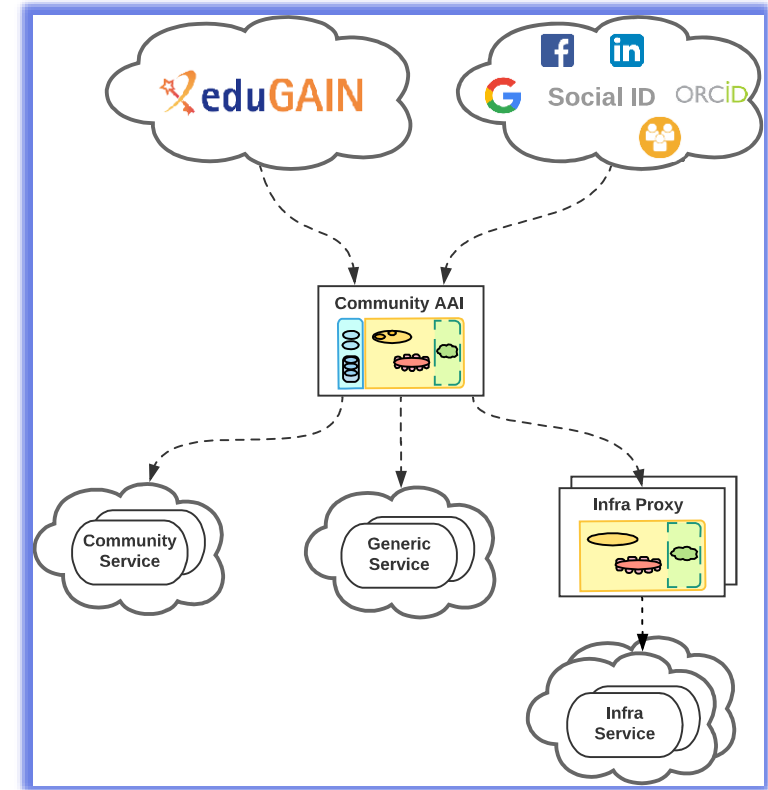 eduGAIN
Social ID
ORCiD
Community AAI
Community
Service
Generic
Service
Infra Proxy
Infra
Service